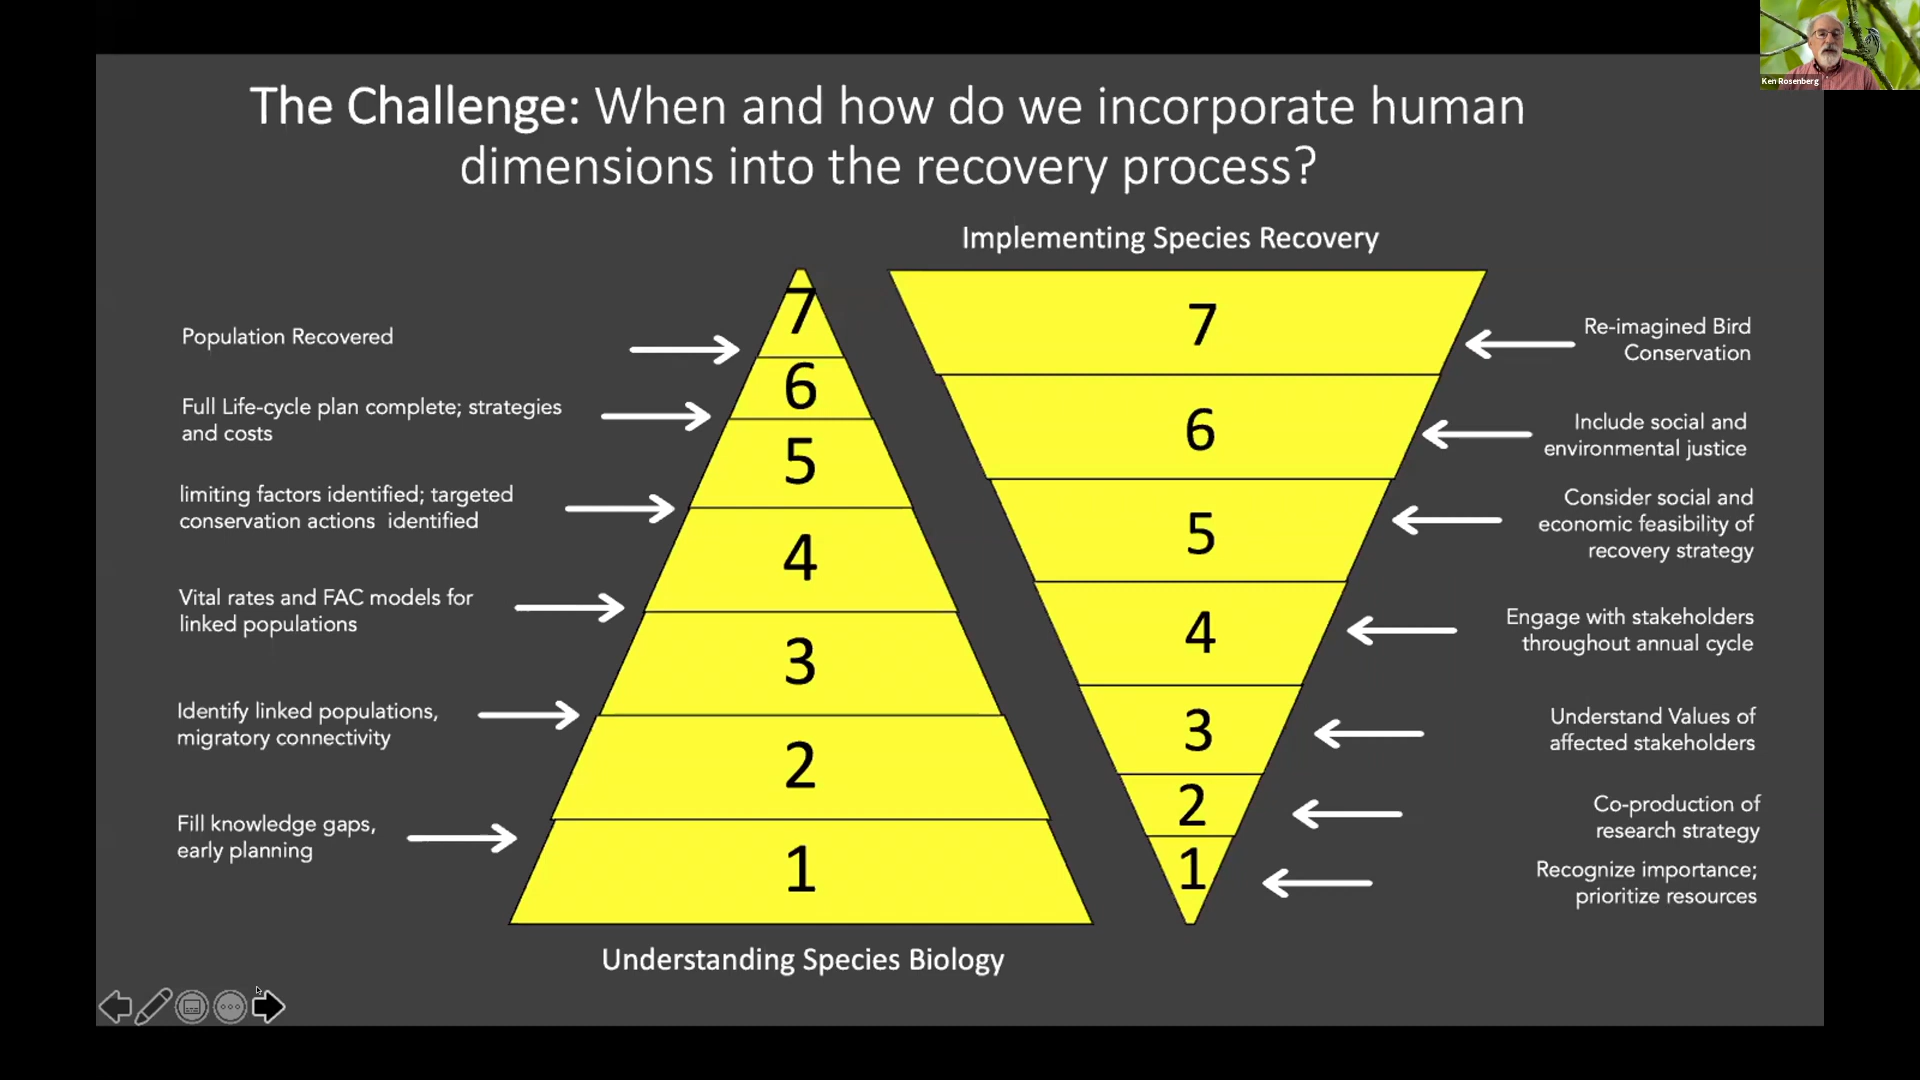 Ken Rosenberg
The Challenge: When and how do we incorporate human
dimensions into the recovery process?
Implementing Species Recovery
Population Recovered
Full Life-cycle plan complete; strategies
and costs
limiting factors identified; targeted
conservation actions identified
Vital rates and FAC models for
linked populations
Identify linked populations,
migratory connectivity
Fill knowledge gaps,
early planning
7
6
5
4
3
2
1
Understanding Species Biology
7
6
5
4
3
2
1
Re-imagined Bird
Conservation
Include social and
environmental justice
Consider social and
economic feasibility of
recovery strategy
Engage with stakeholders
throughout annual cycle
Understand Values of
affected stakeholders
Co-production of
research strategy
Recognize importance;
prioritize resources